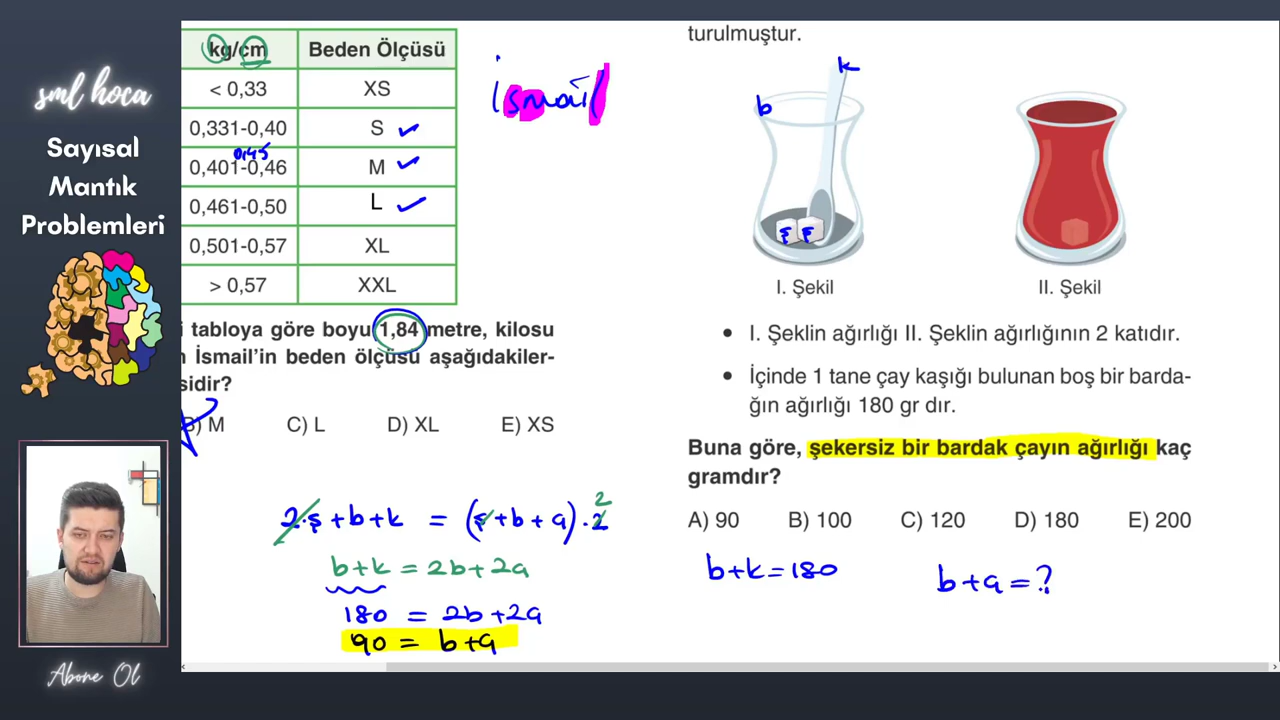 sml hoca
Sayısal
Mantık
Problemleri
Abone Ol
kg/cm Beden Ölçüsü
< 0,33 XS
0,331-0,40 S
0,45
0,401-0,46 M
0,461-0,50 L
0,501-0,57 XL
> 0,57 XXL
ismail
tabloya göre boyu 1,84 metre, kilosu
İsmail'in beden ölçüsü aşağıdakiler-
sidir?
B) M C) L D) XL E) XS
2·ş + b + k = (ş + b + a) · 2
2
b + k = 2b + 2a
180 = 2b + 2a
90 = b + a
turulmuştur.
k
b
ş ş
I. Şekil II. Şekil
• I. Şeklin ağırlığı II. Şeklin ağırlığının 2 katıdır.
• İçinde 1 tane çay kaşığı bulunan boş bir barda-
ğın ağırlığı 180 gr dır.
Buna göre, şekersiz bir bardak çayın ağırlığı kaç
gramdır?
A) 90 B) 100 C) 120 D) 180 E) 200
b + k = 180 b + a = ?